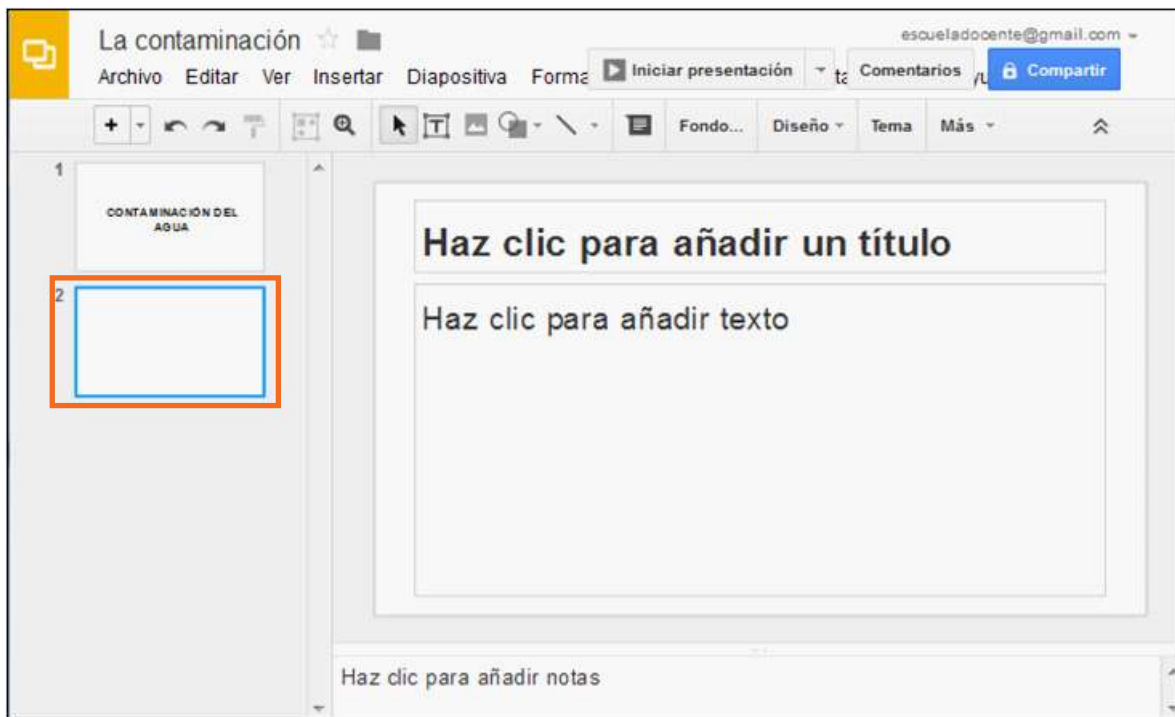 La contaminación
escueladocente@gmail.com
Archivo Editar Ver Insertar Diapositiva Forma
Iniciar presentación
Comentarios
Compartir
Fondo... Diseño Tema Más
1
CONTAMINACIÓN DEL
AGUA
2
Haz clic para añadir un título
Haz clic para añadir texto
Haz clic para añadir notas